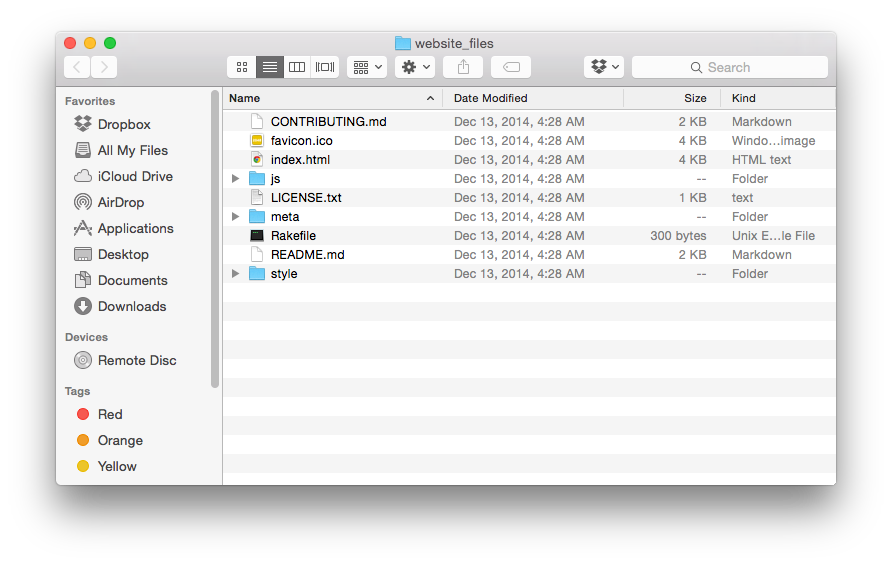 website_files
Search
Favorites
Dropbox
All My Files
iCloud Drive
AirDrop
Applications
Desktop
Documents
Downloads
Devices
Remote Disc
Tags
Red
Orange
Yellow
Name Date Modified Size Kind
CONTRIBUTING.md Dec 13, 2014, 4:28 AM 2 KB Markdown
favicon.ico Dec 13, 2014, 4:28 AM 4 KB Windo...image
index.html Dec 13, 2014, 4:28 AM 4 KB HTML text
js Dec 13, 2014, 4:28 AM -- Folder
LICENSE.txt Dec 13, 2014, 4:28 AM 1 KB text
meta Dec 13, 2014, 4:28 AM -- Folder
Rakefile Dec 13, 2014, 4:28 AM 300 bytes Unix E...le File
README.md Dec 13, 2014, 4:28 AM 2 KB Markdown
style Dec 13, 2014, 4:28 AM -- Folder